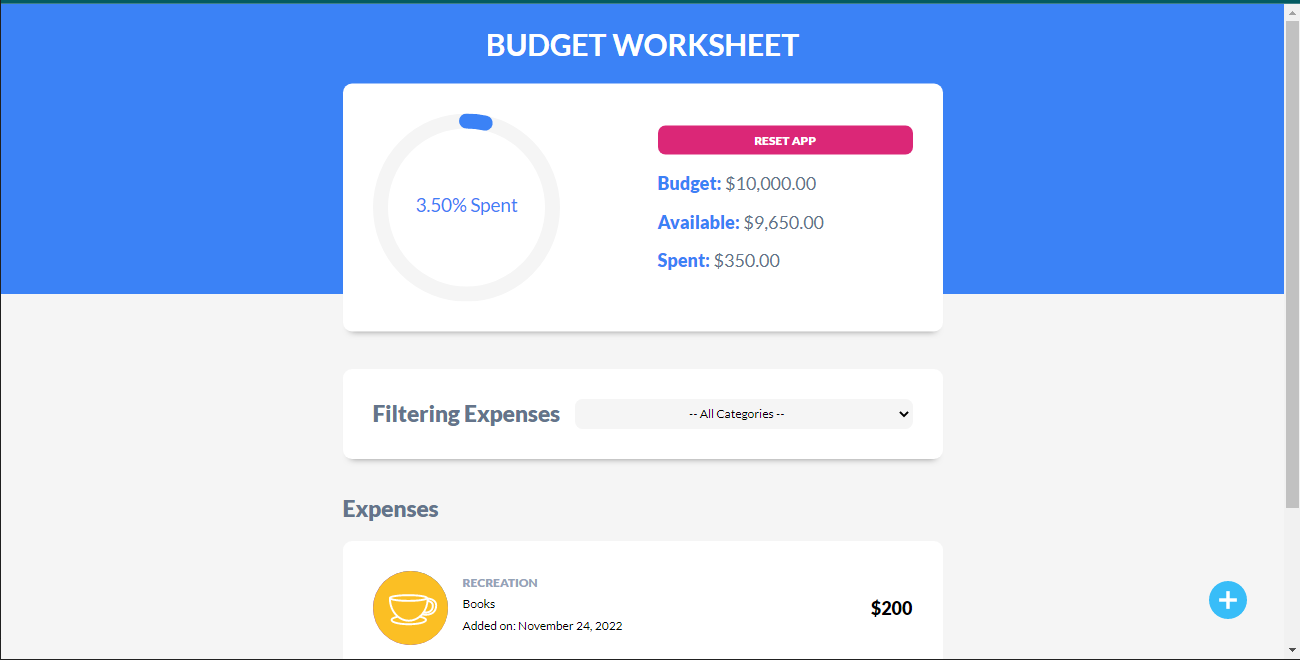 BUDGET WORKSHEET
3.50% Spent
RESET APP
Budget: $10,000.00
Available: $9,650.00
Spent: $350.00
Filtering Expenses
-- All Categories --
Expenses
RECREATION
Books
Added on: November 24, 2022
$200